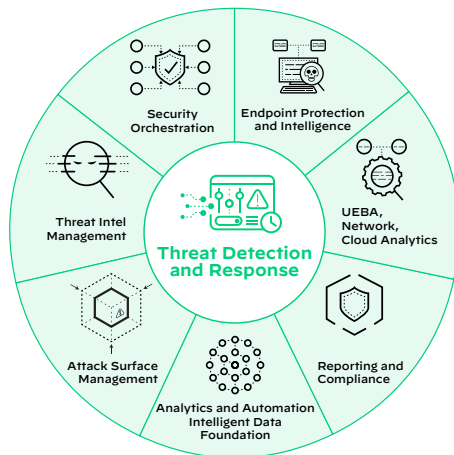 Security
Orchestration
Endpoint Protection
and Intelligence
Threat Intel
Management
UEBA,
Network,
Cloud Analytics
Threat Detection
and Response
Attack Surface
Management
Reporting and
Compliance
Analytics and Automation
Intelligent Data
Foundation